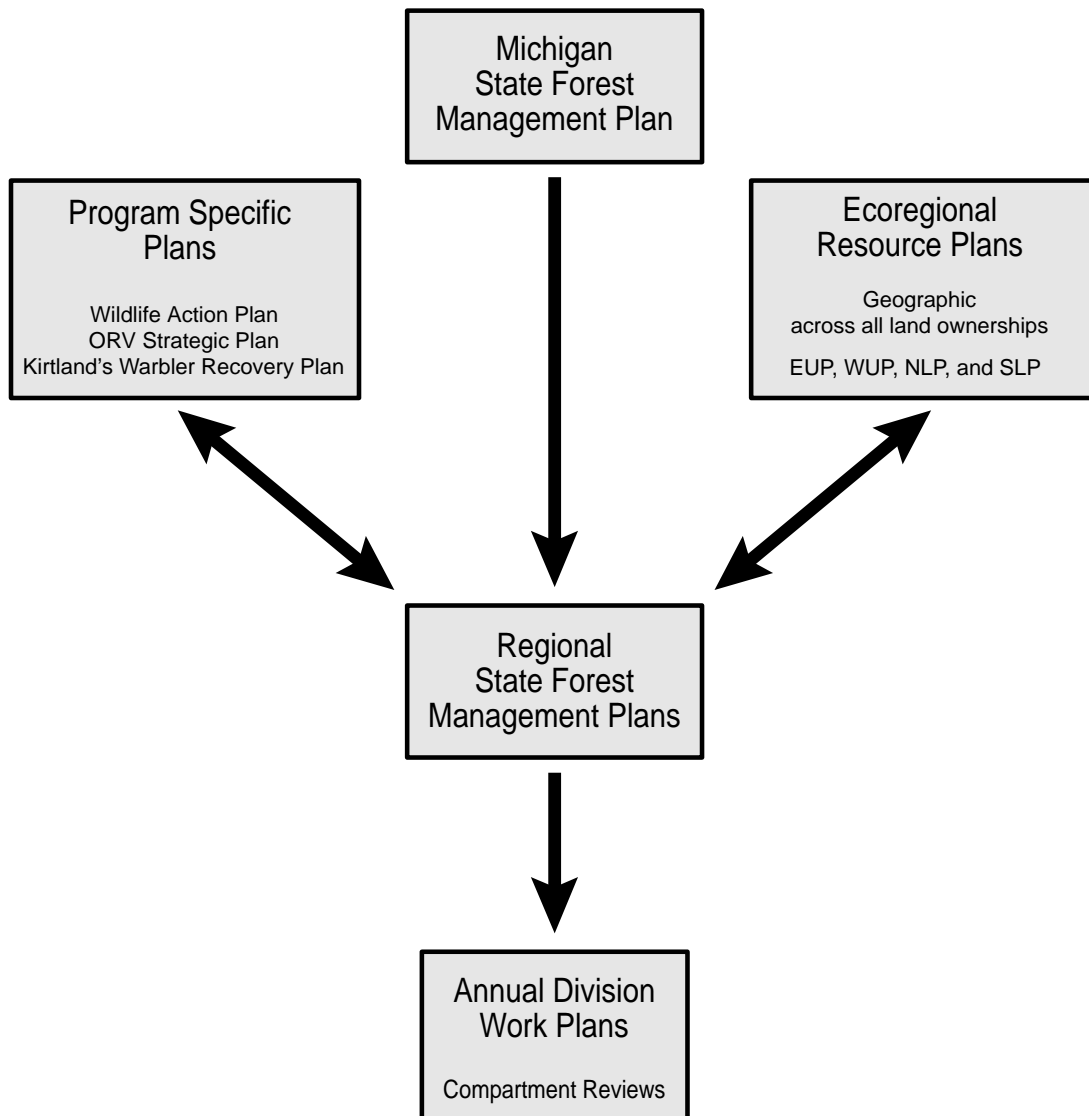 Michigan
State Forest
Management Plan
Program Specific
Plans
Wildlife Action Plan
ORV Strategic Plan
Kirtland's Warbler Recovery Plan
Ecoregional
Resource Plans
Geographic
across all land ownerships
EUP, WUP, NLP, and SLP
Regional
State Forest
Management Plans
Annual Division
Work Plans
Compartment Reviews